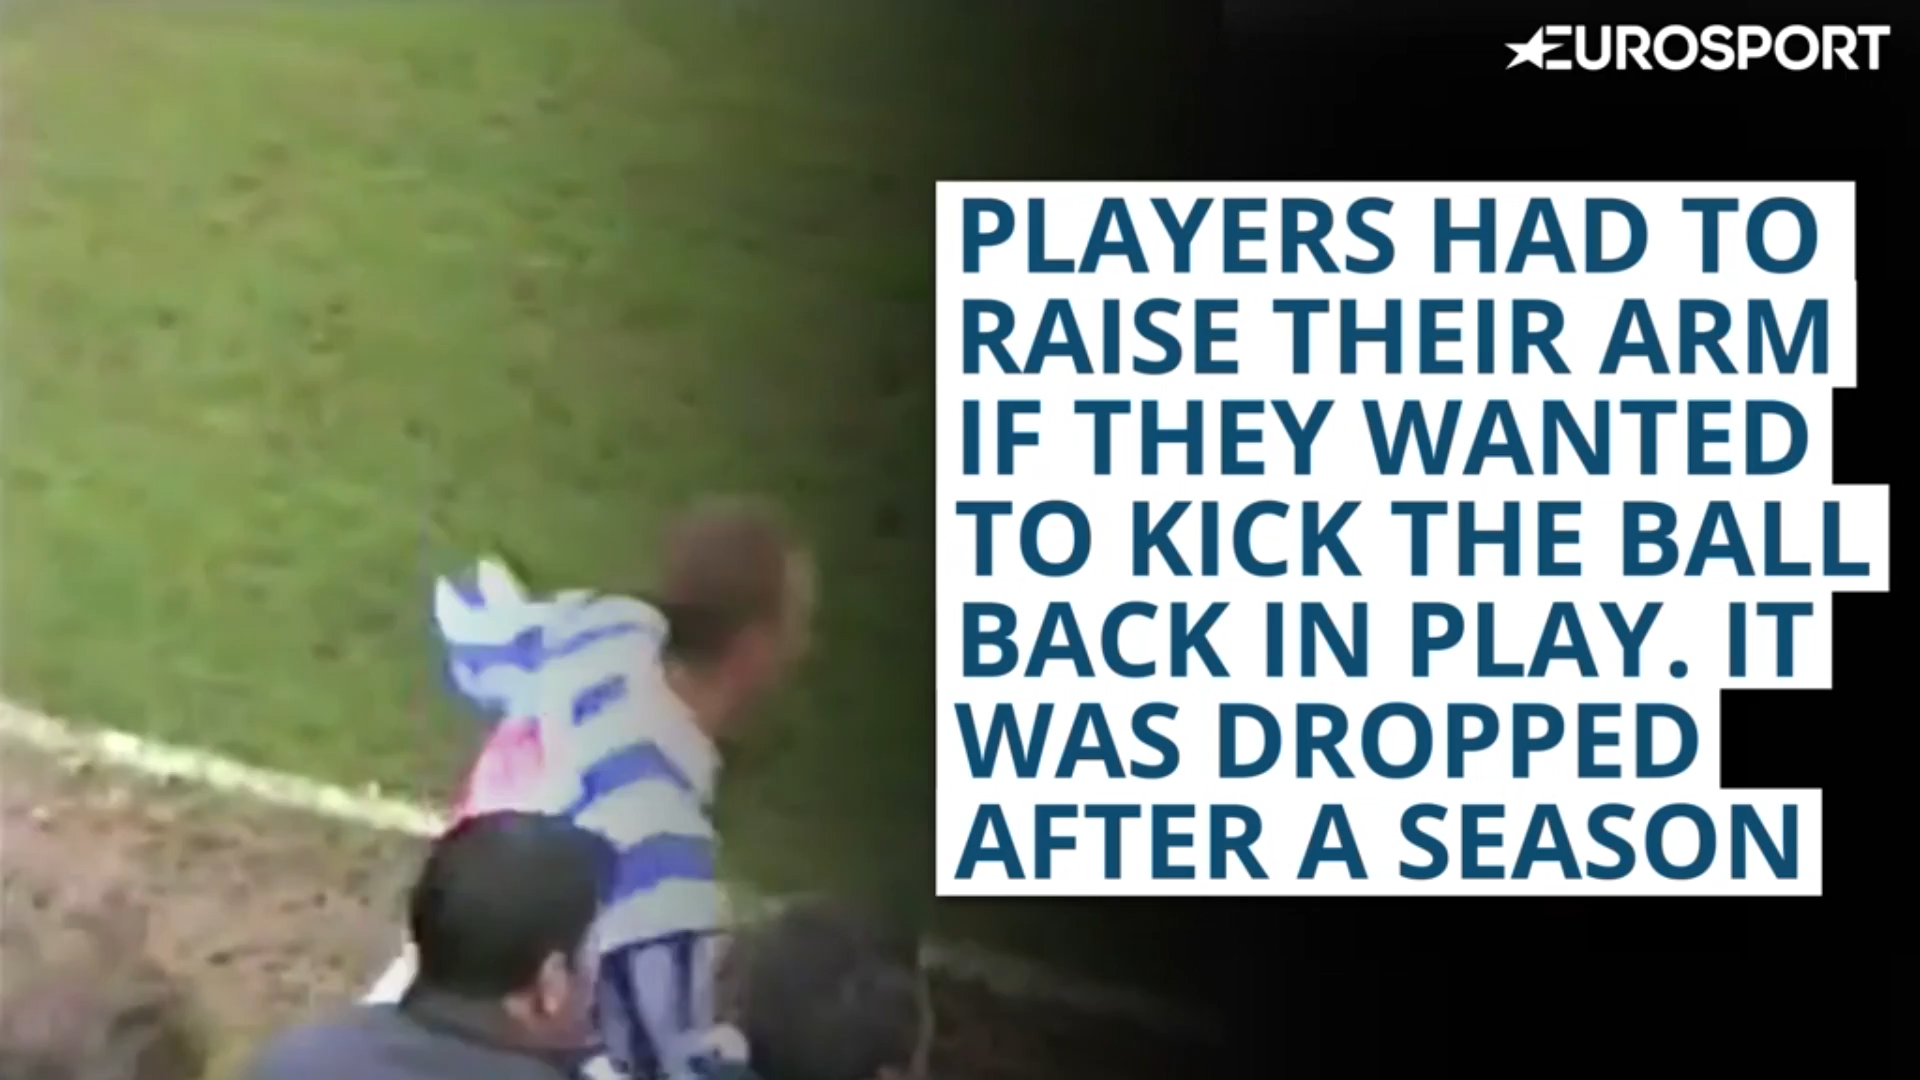 EUROSPORT
PLAYERS HAD TO
RAISE THEIR ARM
IF THEY WANTED
TO KICK THE BALL
BACK IN PLAY. IT
WAS DROPPED
AFTER A SEASON